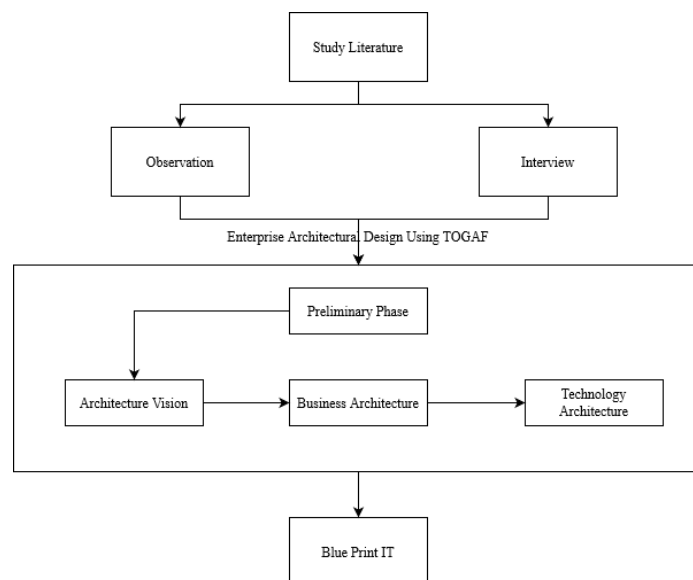 Study Literature
Observation
Interview
Enterprise Architectural Design Using TOGAF
Preliminary Phase
Architecture Vision
Business Architecture
Technology
Architecture
Blue Print IT